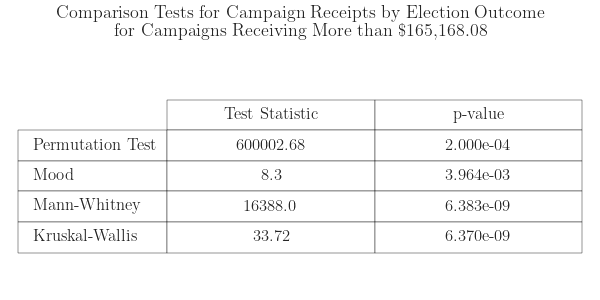 Comparison Tests for Campaign Receipts by Election Outcome
for Campaigns Receiving More than $165,168.08
Test Statistic p-value
Permutation Test 600002.68 2.000e-04
Mood 8.3 3.964e-03
Mann-Whitney 16388.0 6.383e-09
Kruskal-Wallis 33.72 6.370e-09